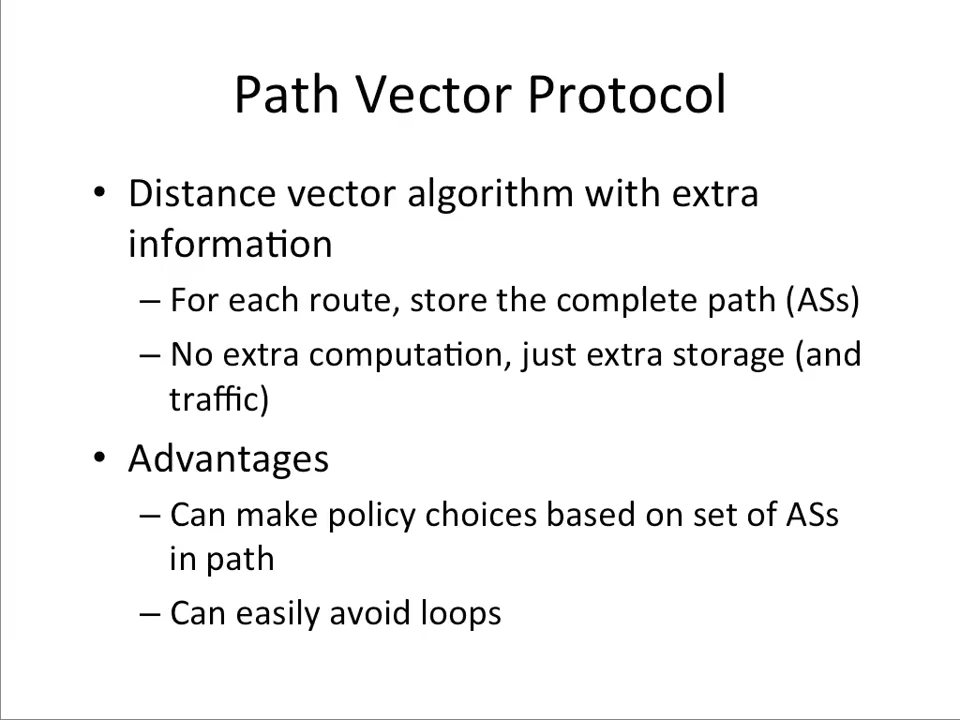 Path Vector Protocol
• Distance vector algorithm with extra
information
– For each route, store the complete path (ASs)
– No extra computation, just extra storage (and
traffic)
• Advantages
– Can make policy choices based on set of ASs
in path
– Can easily avoid loops